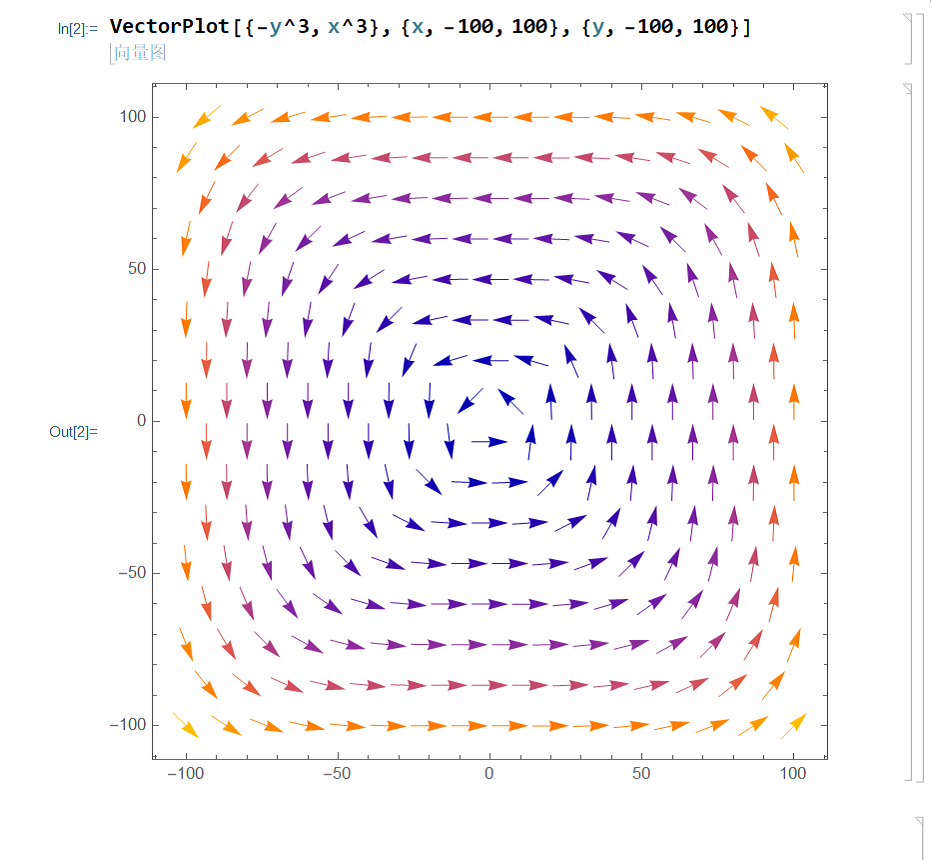 In[2]:= VectorPlot[{-y^3, x^3}, {x, -100, 100}, {y, -100, 100}]
向量图
100
50
0
Out[2]=
−50
−100
−100 −50 0 50 100